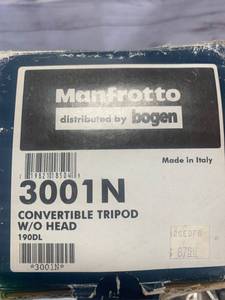 Manfrotto
distributed by bogen
Made in Italy
3001N
CONVERTIBLE TRIPOD
W/O HEAD
190DL
*3001N*